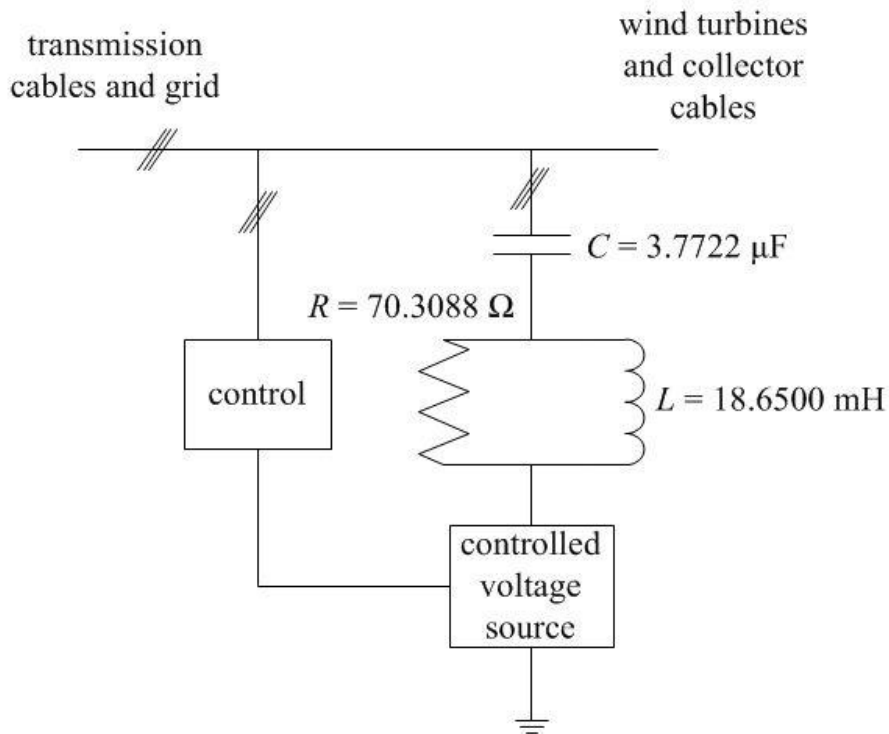 transmission
cables and grid
wind turbines
and collector
cables
C = 3.7722 μF
R = 70.3088 Ω
control
L = 18.6500 mH
controlled
voltage
source